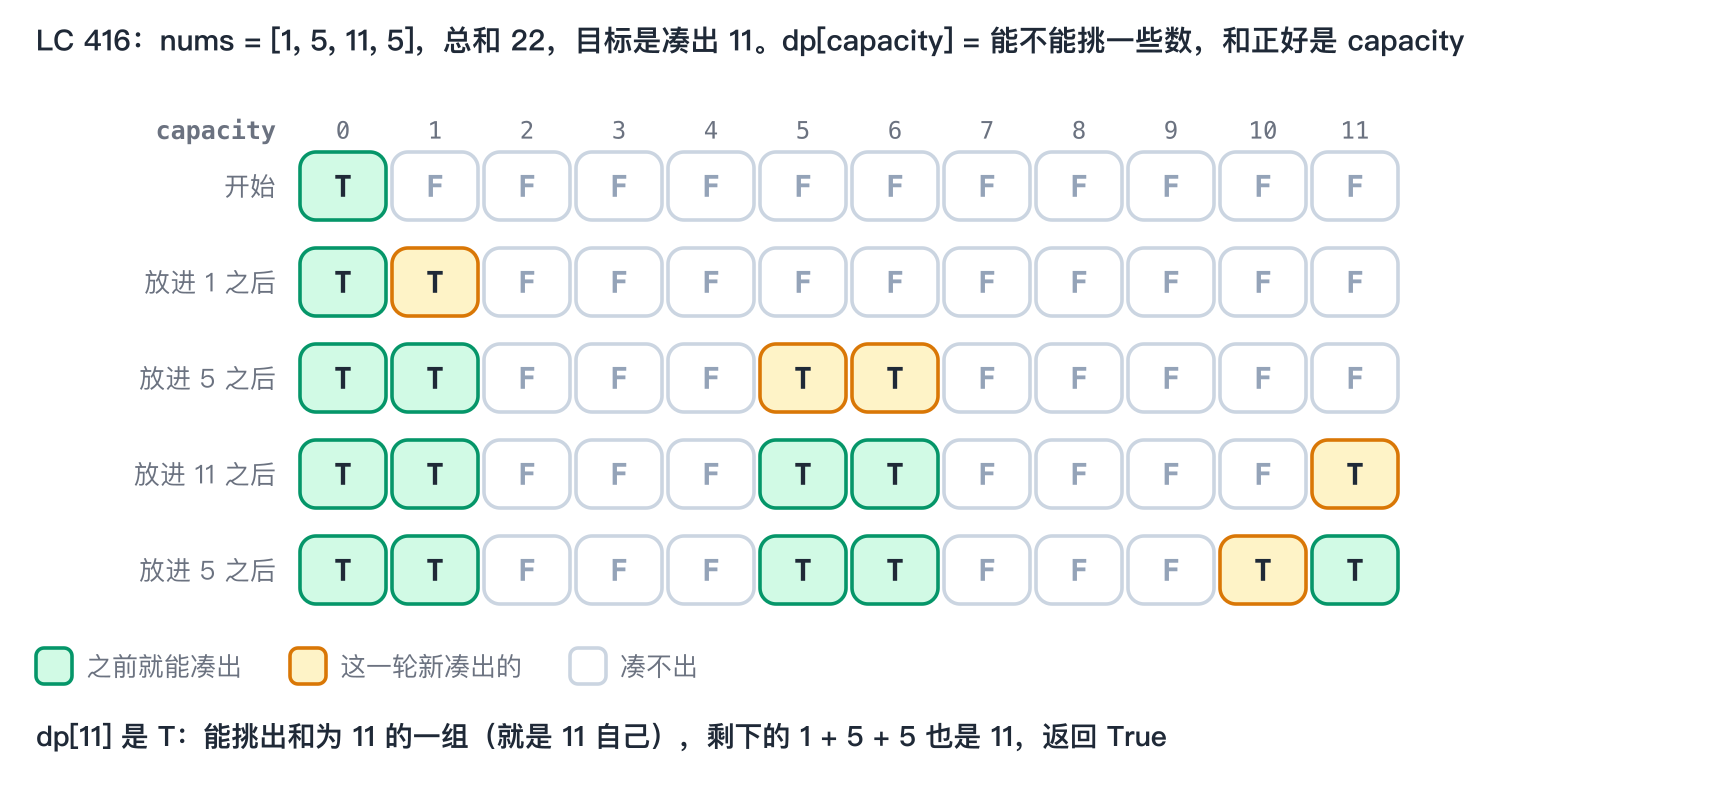 LC 416：nums = [1, 5, 11, 5]，总和 22，目标是凑出 11。dp[capacity] = 能不能挑一些数，和正好是 capacity
capacity 0 1 2 3 4 5 6 7 8 9 10 11
开始 T F F F F F F F F F F F
放进 1 之后 T T F F F F F F F F F F
放进 5 之后 T T F F F T T F F F F F
放进 11 之后 T T F F F T T F F F F T
放进 5 之后 T T F F F T T F F F T T
之前就能凑出 这一轮新凑出的 凑不出
dp[11] 是 T：能挑出和为 11 的一组（就是 11 自己），剩下的 1 + 5 + 5 也是 11，返回 True